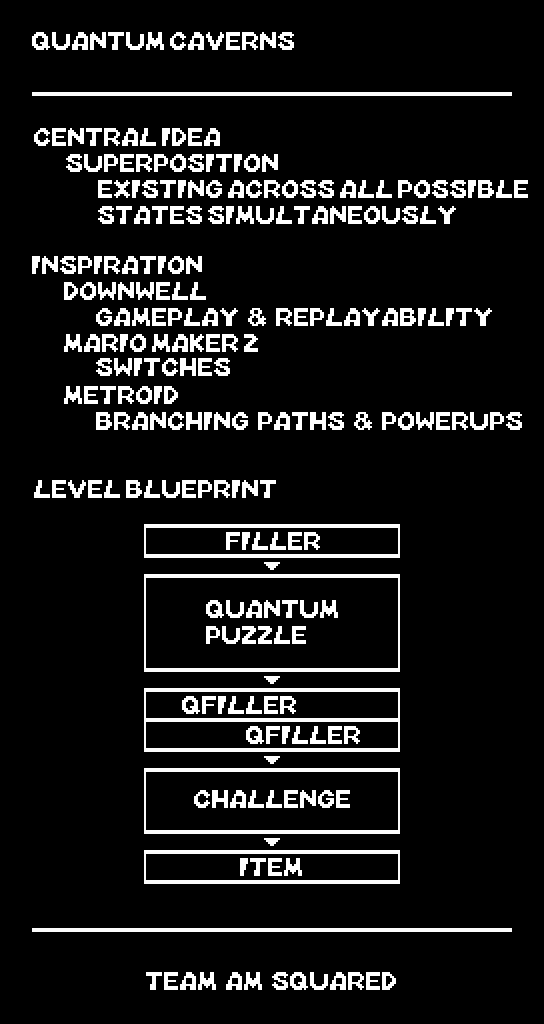 QUANTUM CAVERNS
CENTRAL IDEA
SUPERPOSITION
EXISTING ACROSS ALL POSSIBLE
STATES SIMULTANEOUSLY
INSPIRATION
DOWNWELL
GAMEPLAY & REPLAYABILITY
MARIO MAKER 2
SWITCHES
METROID
BRANCHING PATHS & POWERUPS
LEVEL BLUEPRINT
FILLER
QUANTUM
PUZZLE
QFILLER
QFILLER
CHALLENGE
ITEM
TEAM AM SQUARED